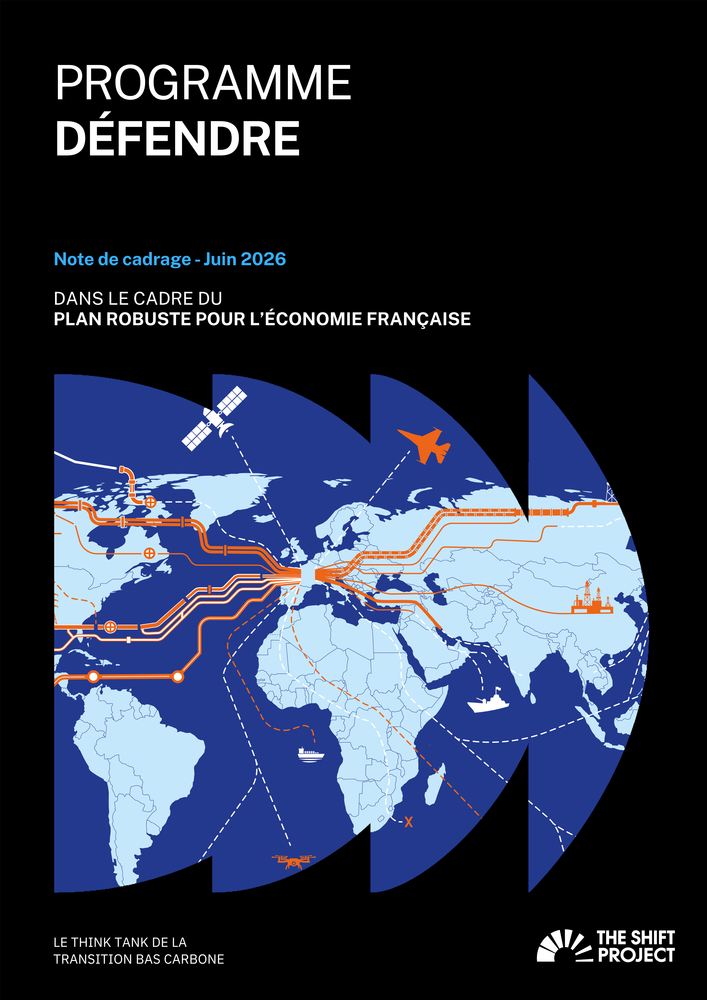 PROGRAMME
DÉFENDRE
Note de cadrage - Juin 2026
DANS LE CADRE DU
PLAN ROBUSTE POUR L’ÉCONOMIE FRANÇAISE
X
LE THINK TANK DE LA
TRANSITION BAS CARBONE
THE SHIFT
PROJECT